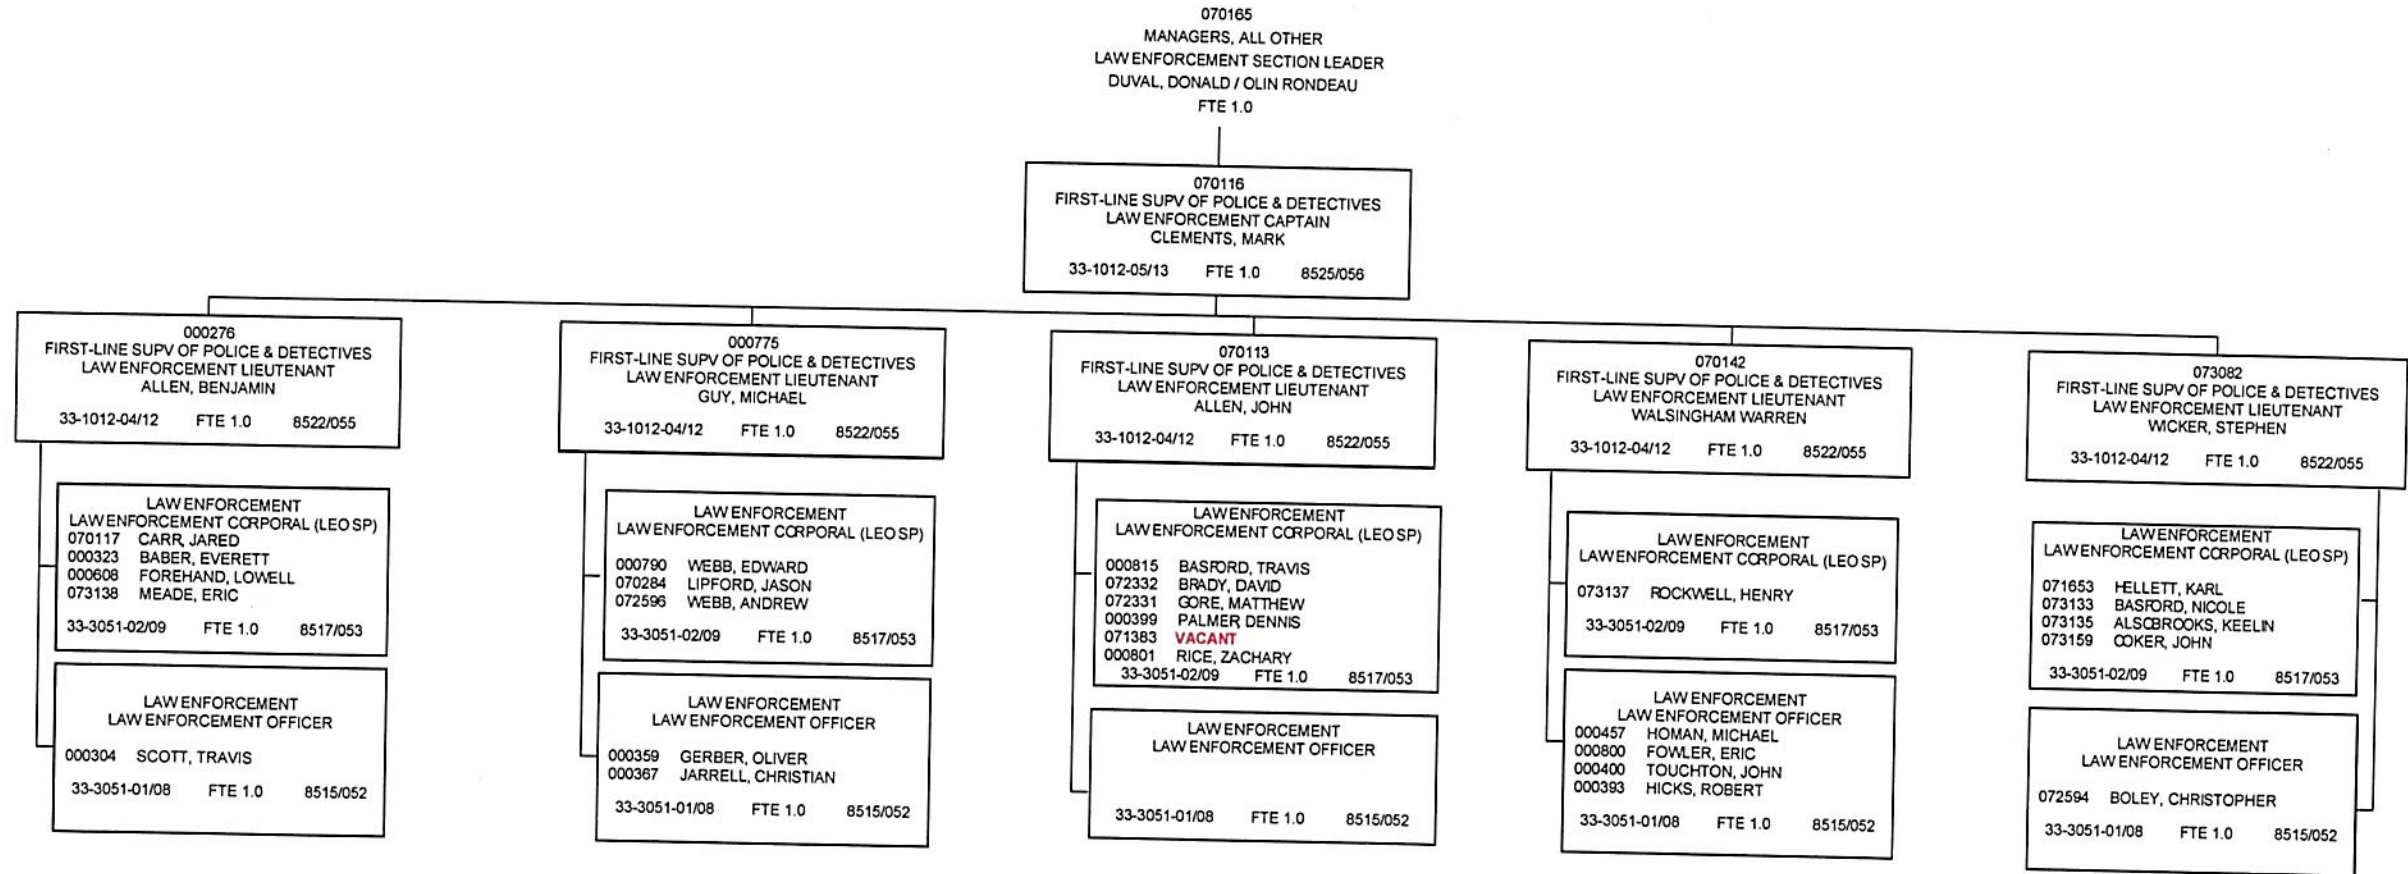 070165
MANAGERS, ALL OTHER
LAW ENFORCEMENT SECTION LEADER
DUVAL, DONALD / OLIN RONDEAU
FTE 1.0
070116
FIRST-LINE SUPV OF POLICE & DETECTIVES
LAW ENFORCEMENT CAPTAIN
CLEMENTS, MARK
33-1012-05/13 FTE 1.0 8525/056
000276
FIRST-LINE SUPV OF POLICE & DETECTIVES
LAW ENFORCEMENT LIEUTENANT
ALLEN, BENJAMIN
33-1012-04/12 FTE 1.0 8522/055
LAW ENFORCEMENT
LAW ENFORCEMENT CORPORAL (LEO SP)
070117 CARR, JARED
000323 BABER, EVERETT
000608 FOREHAND, LOWELL
073138 MEADE, ERIC
33-3051-02/09 FTE 1.0 8517/053
LAW ENFORCEMENT
LAW ENFORCEMENT OFFICER
000304 SCOTT, TRAVIS
33-3051-01/08 FTE 1.0 8515/052
000775
FIRST-LINE SUPV OF POLICE & DETECTIVES
LAW ENFORCEMENT LIEUTENANT
GUY, MICHAEL
33-1012-04/12 FTE 1.0 8522/055
LAW ENFORCEMENT
LAW ENFORCEMENT CORPORAL (LEO SP)
000790 WEBB, EDWARD
070284 LIPFORD, JASON
072596 WEBB, ANDREW
33-3051-02/09 FTE 1.0 8517/053
LAW ENFORCEMENT
LAW ENFORCEMENT OFFICER
000359 GERBER, OLIVER
000367 JARRELL, CHRISTIAN
33-3051-01/08 FTE 1.0 8515/052
070113
FIRST-LINE SUPV OF POLICE & DETECTIVES
LAW ENFORCEMENT LIEUTENANT
ALLEN, JOHN
33-1012-04/12 FTE 1.0 8522/055
LAW ENFORCEMENT
LAW ENFORCEMENT CORPORAL (LEO SP)
000815 BASFORD, TRAVIS
072332 BRADY, DAVID
072331 GORE, MATTHEW
000399 PALMER DENNIS
071383 VACANT
000801 RICE, ZACHARY
33-3051-02/09 FTE 1.0 8517/053
LAW ENFORCEMENT
LAW ENFORCEMENT OFFICER
33-3051-01/08 FTE 1.0 8515/052
070142
FIRST-LINE SUPV OF POLICE & DETECTIVES
LAW ENFORCEMENT LIEUTENANT
WALSINGHAM WARREN
33-1012-04/12 FTE 1.0 8522/055
LAW ENFORCEMENT
LAW ENFORCEMENT CORPORAL (LEO SP)
073137 ROCKWELL, HENRY
33-3051-02/09 FTE 1.0 8517/053
LAW ENFORCEMENT
LAW ENFORCEMENT OFFICER
000457 HOMAN, MICHAEL
000800 FOWLER, ERIC
000400 TOUCHTON, JOHN
000393 HICKS, ROBERT
33-3051-01/08 FTE 1.0 8515/052
073082
FIRST-LINE SUPV OF POLICE & DETECTIVES
LAW ENFORCEMENT LIEUTENANT
WICKER, STEPHEN
33-1012-04/12 FTE 1.0 8522/055
LAW ENFORCEMENT
LAW ENFORCEMENT CORPORAL (LEO SP)
071653 HELLETT, KARL
073133 BASFORD, NICOLE
073135 ALSOBROOKS, KEELIN
073159 COKER, JOHN
33-3051-02/09 FTE 1.0 8517/053
LAW ENFORCEMENT
LAW ENFORCEMENT OFFICER
072594 BOLEY, CHRISTOPHER
33-3051-01/08 FTE 1.0 8515/052